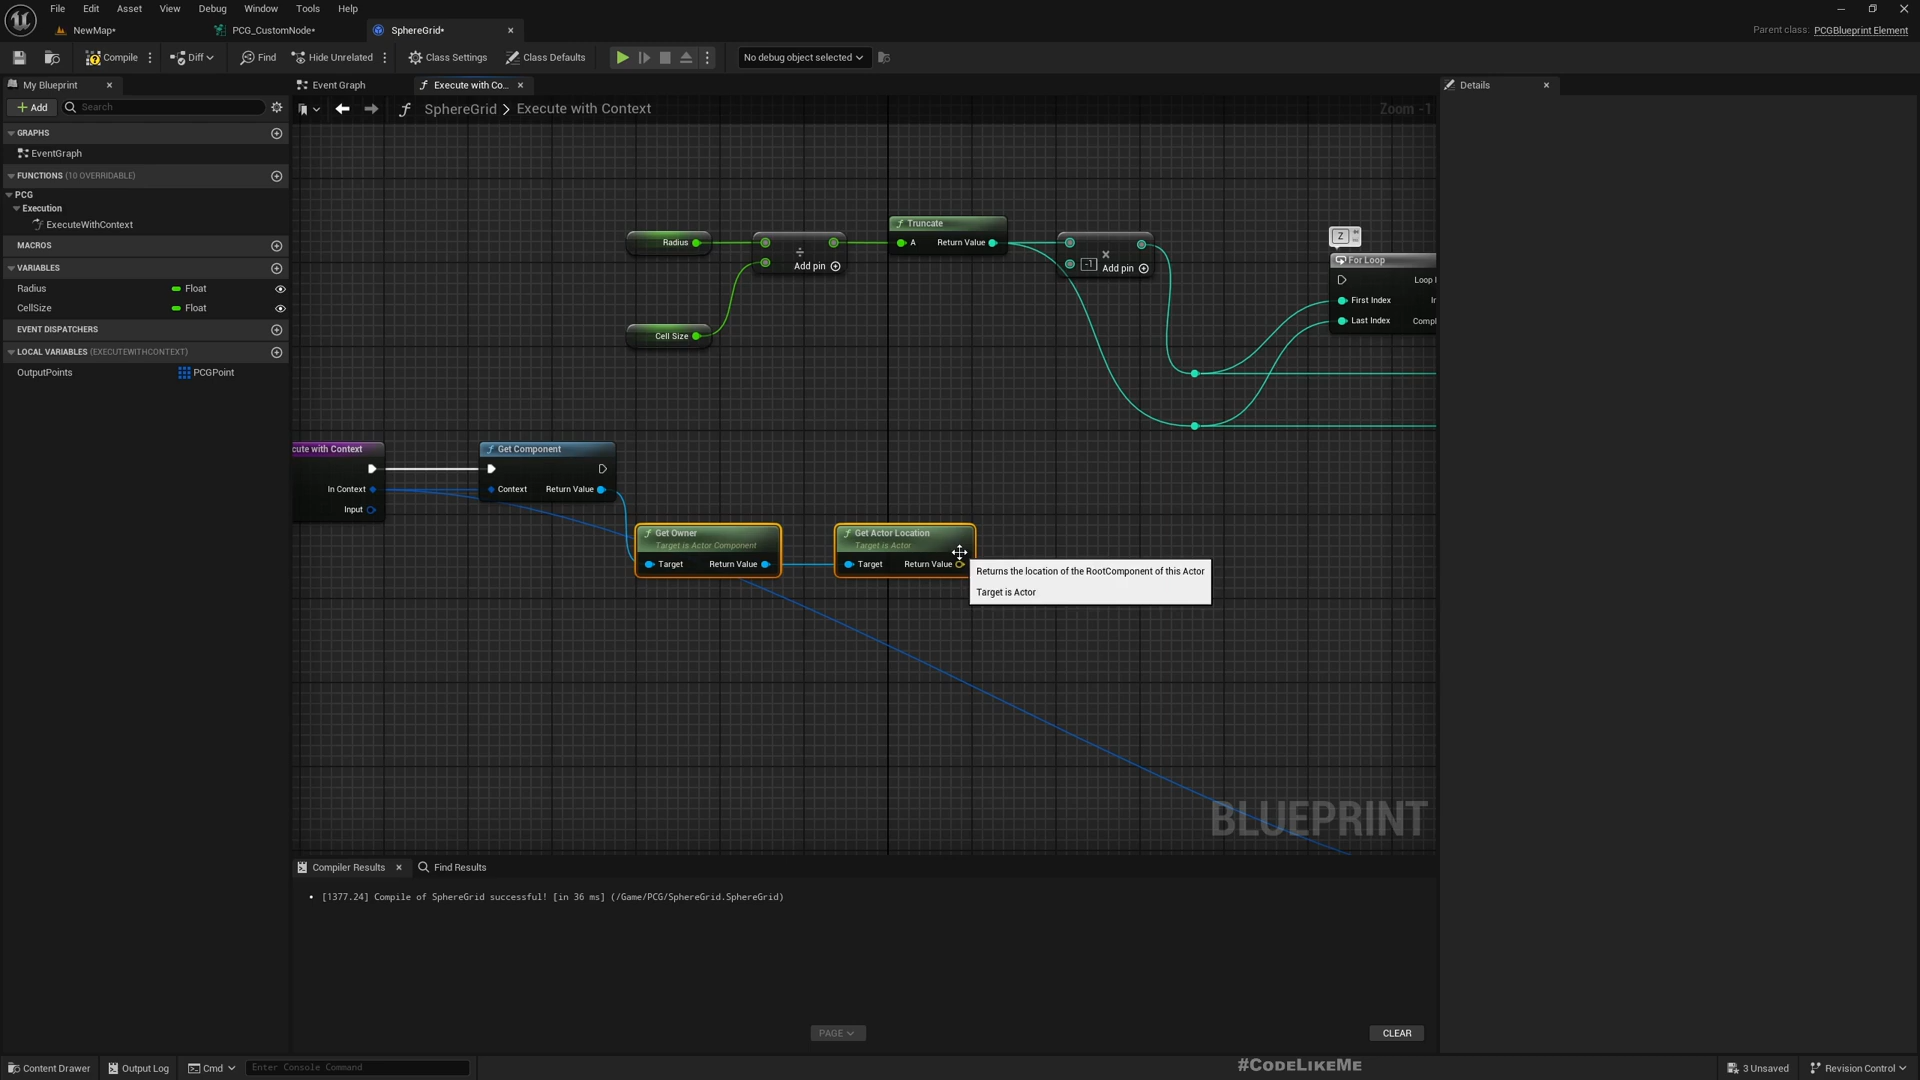 File Edit Asset View Debug Window Tools Help
NewMap* PCG_CustomNode* SphereGrid* Parent class: PCGBlueprint Element
Compile Diff Find Hide Unrelated Class Settings Class Defaults No debug object selected
My Blueprint Event Graph Execute with Co... Details
Add Search SphereGrid > Execute with Context Zoom -1
GRAPHS
EventGraph
FUNCTIONS (10 OVERRIDABLE)
PCG
Execution
ExecuteWithContext
MACROS
VARIABLES
Radius Float
CellSize Float
EVENT DISPATCHERS
LOCAL VARIABLES (EXECUTEWITHCONTEXT)
OutputPoints PCGPoint
Radius
÷
Add pin
Cell Size
Truncate
A Return Value
×
-1 Add pin
Z
For Loop
Loop
First Index In
Last Index Compl
cute with Context
In Context
Input
Get Component
Context Return Value
Get Owner
Target is Actor Component
Target Return Value
Get Actor Location
Target is Actor
Target Return Value
Returns the location of the RootComponent of this Actor
Target is Actor
BLUEPRINT
Compiler Results Find Results
• [1377.24] Compile of SphereGrid successful! [in 36 ms] (/Game/PCG/SphereGrid.SphereGrid)
PAGE CLEAR
Content Drawer Output Log Cmd Enter Console Command #CODELIKEME 3 Unsaved Revision Control